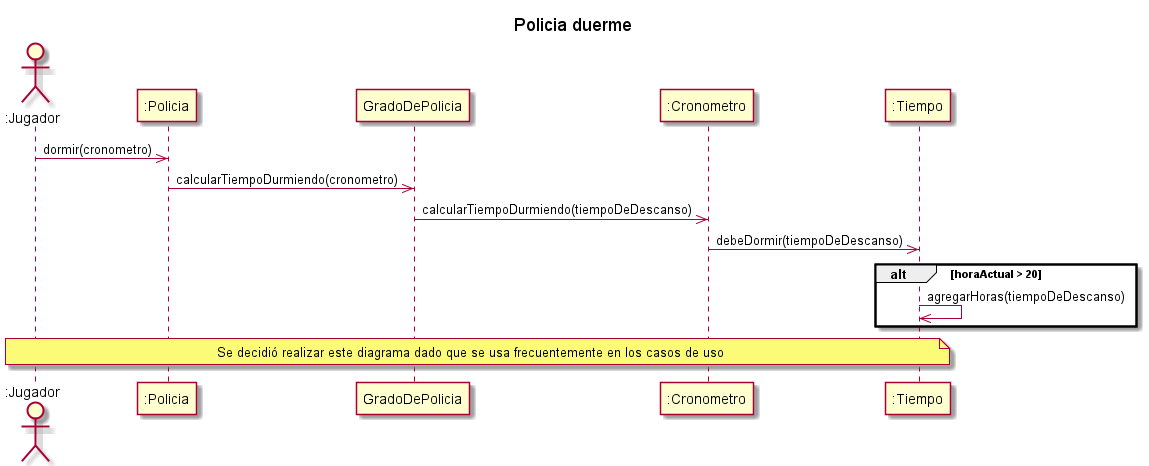 Policia duerme
:Jugador
:Policia
GradoDePolicia
:Cronometro
:Tiempo
dormir(cronometro)
calcularTiempoDurmiendo(cronometro)
calcularTiempoDurmiendo(tiempoDeDescanso)
debeDormir(tiempoDeDescanso)
alt [horaActual > 20]
agregarHoras(tiempoDeDescanso)
Se decidió realizar este diagrama dado que se usa frecuentemente en los casos de uso
:Jugador
:Policia
GradoDePolicia
:Cronometro
:Tiempo